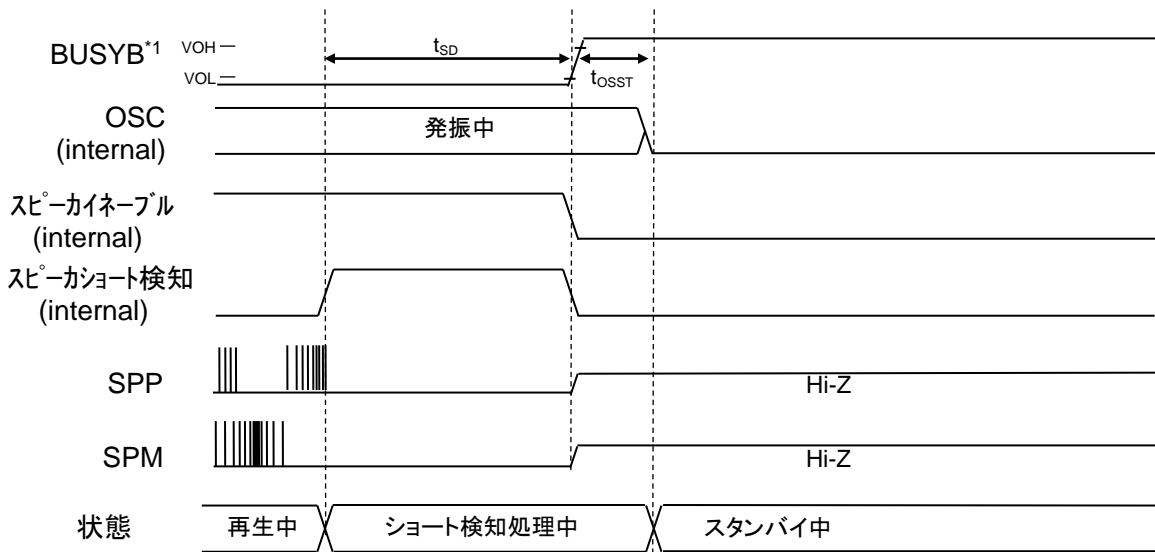 BUSYB*1 VOH VOL tSD tOSST
OSC
(internal)
発振中
スピーカイネーブル
(internal)
スピーカショート検知
(internal)
SPP
Hi-Z
SPM
Hi-Z
状態 再生中 ショート検知処理中 スタンバイ中